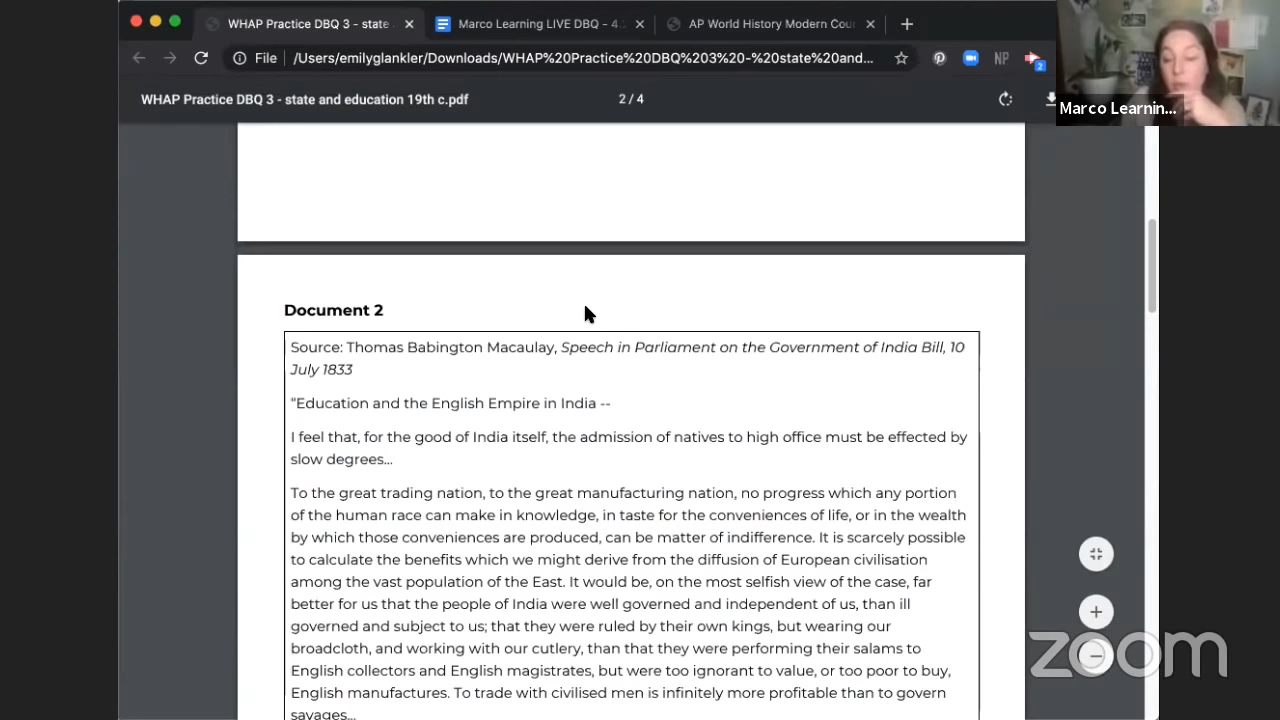 WHAP Practice DBQ 3 - state
Marco Learning LIVE DBQ - 4.
AP World History Modern Cou
File
/Users/emilyglankler/Downloads/WHAP%20Practice%20DBQ%203%20-%20state%20and...
NP
2
WHAP Practice DBQ 3 - state and education 19th c.pdf
2 / 4
Marco Learnin...
Document 2
Source: Thomas Babington Macaulay, Speech in Parliament on the Government of India Bill, 10
July 1833
"Education and the English Empire in India --
I feel that, for the good of India itself, the admission of natives to high office must be effected by
slow degrees...
To the great trading nation, to the great manufacturing nation, no progress which any portion
of the human race can make in knowledge, in taste for the conveniences of life, or in the wealth
by which those conveniences are produced, can be matter of indifference. It is scarcely possible
to calculate the benefits which we might derive from the diffusion of European civilisation
among the vast population of the East. It would be, on the most selfish view of the case, far
better for us that the people of India were well governed and independent of us, than ill
governed and subject to us; that they were ruled by their own kings, but wearing our
broadcloth, and working with our cutlery, than that they were performing their salams to
English collectors and English magistrates, but were too ignorant to value, or too poor to buy,
English manufactures. To trade with civilised men is infinitely more profitable than to govern
savages...
zoom